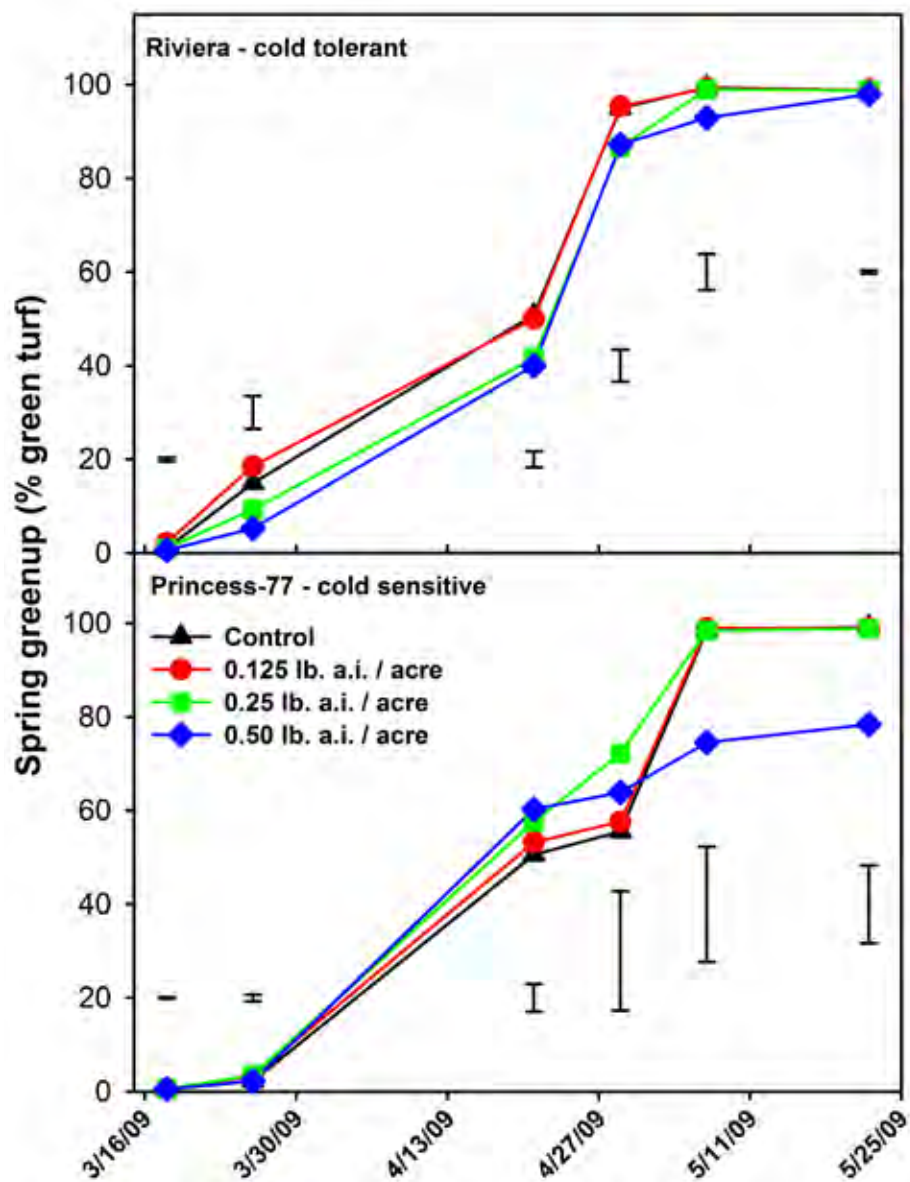 Riviera - cold tolerant
100
80
60
40
20
0
Spring greenup (% green turf)
Princess-77 - cold sensitive
Control
0.125 lb. a.i. / acre
0.25 lb. a.i. / acre
0.50 lb. a.i. / acre
100
80
60
40
20
0
3/16/09
3/30/09
4/13/09
4/27/09
5/11/09
5/25/09